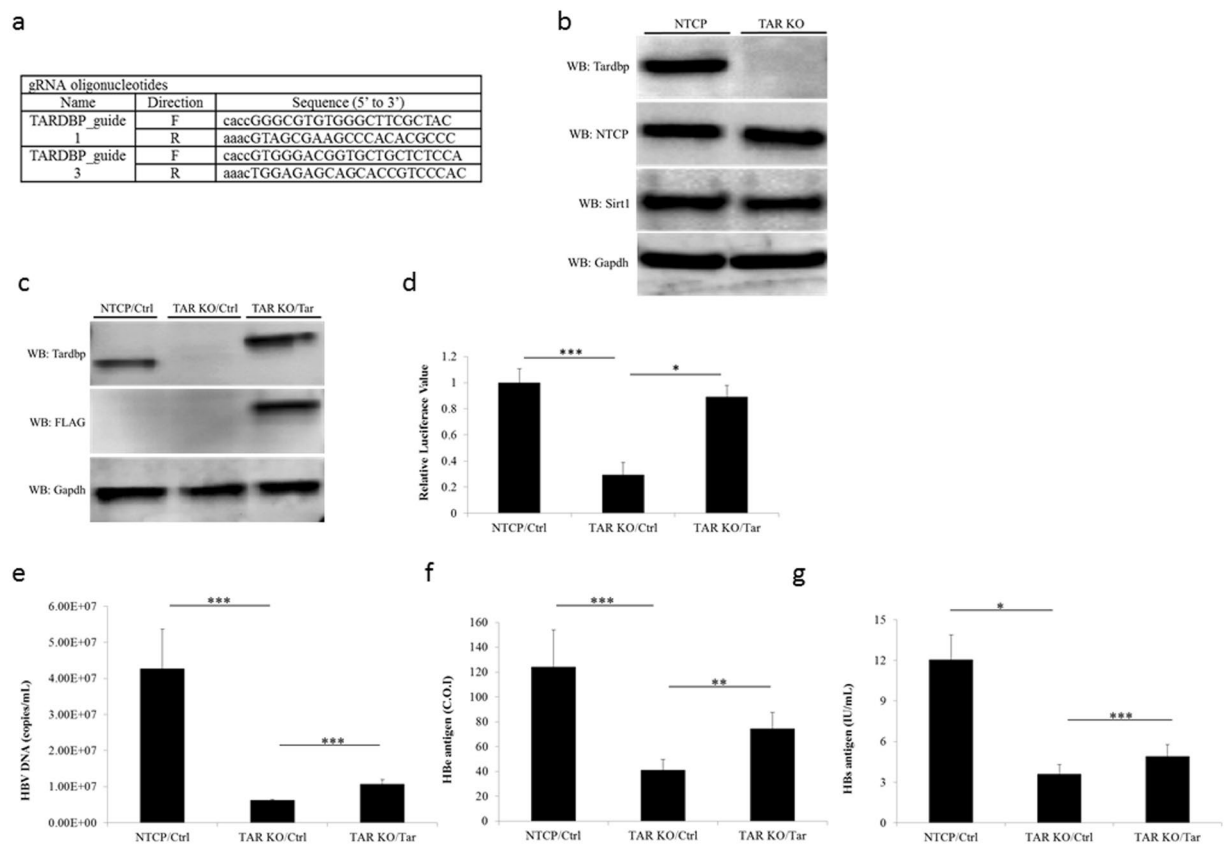 a
gRNA oligonucleotides
Name Direction Sequence (5' to 3')
TARDBP_guide 1 F caccGGGCGTGTGGGCTTCGCTAC
R aaacGTAGCGAAGCCCACACGCCC
TARDBP_guide 3 F caccGTGGGACGGTGCTGCTCTCCA
R aaacTGGAGAGCAGCACCGTCCCAC
b
NTCP TAR KO
WB: Tardbp
WB: NTCP
WB: Sirt1
WB: Gapdh
c
NTCP/Ctrl TAR KO/Ctrl TAR KO/Tar
WB: Tardbp
WB: FLAG
WB: Gapdh
d
Relative Luciferace Value
1.2
1
0.8
0.6
0.4
0.2
0
***
*
NTCP/Ctrl TAR KO/Ctrl TAR KO/Tar
e
HBV DNA (copies/mL)
6.00E+07
5.00E+07
4.00E+07
3.00E+07
2.00E+07
1.00E+07
0.00E+00
***
***
NTCP/Ctrl TAR KO/Ctrl TAR KO/Tar
f
HBe antigen (C.O.I)
160
140
120
100
80
60
40
20
0
***
**
NTCP/Ctrl TAR KO/Ctrl TAR KO/Tar
g
HBs antigen (IU/mL)
15
12
9
6
3
0
*
***
NTCP/Ctrl TAR KO/Ctrl TAR KO/Tar